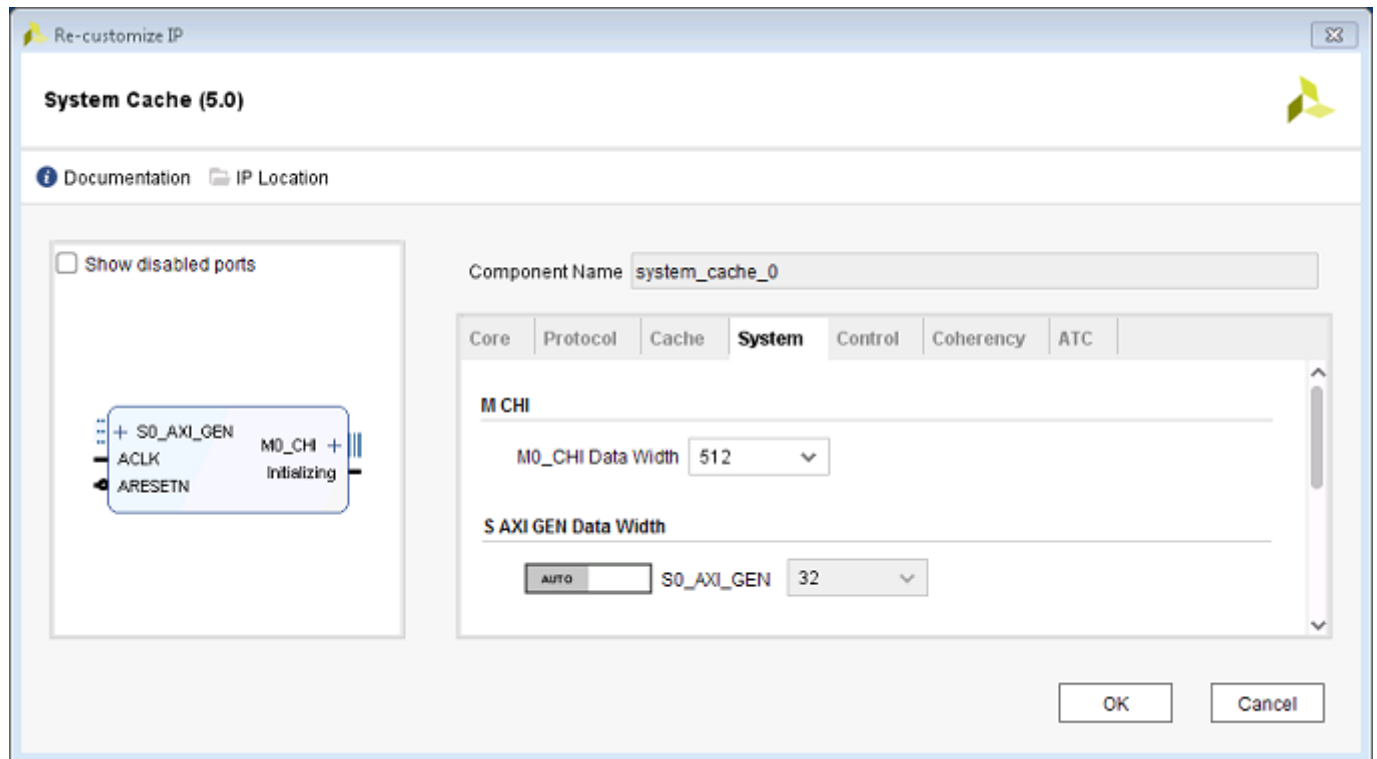 Re-customize IP
System Cache (5.0)
Documentation IP Location
Show disabled ports
S0_AXI_GEN
ACLK
ARESETN
M0_CHI
Initializing
Component Name system_cache_0
Core Protocol Cache System Control Coherency ATC
M CHI
M0_CHI Data Width 512
S AXI GEN Data Width
AUTO S0_AXI_GEN 32
OK Cancel